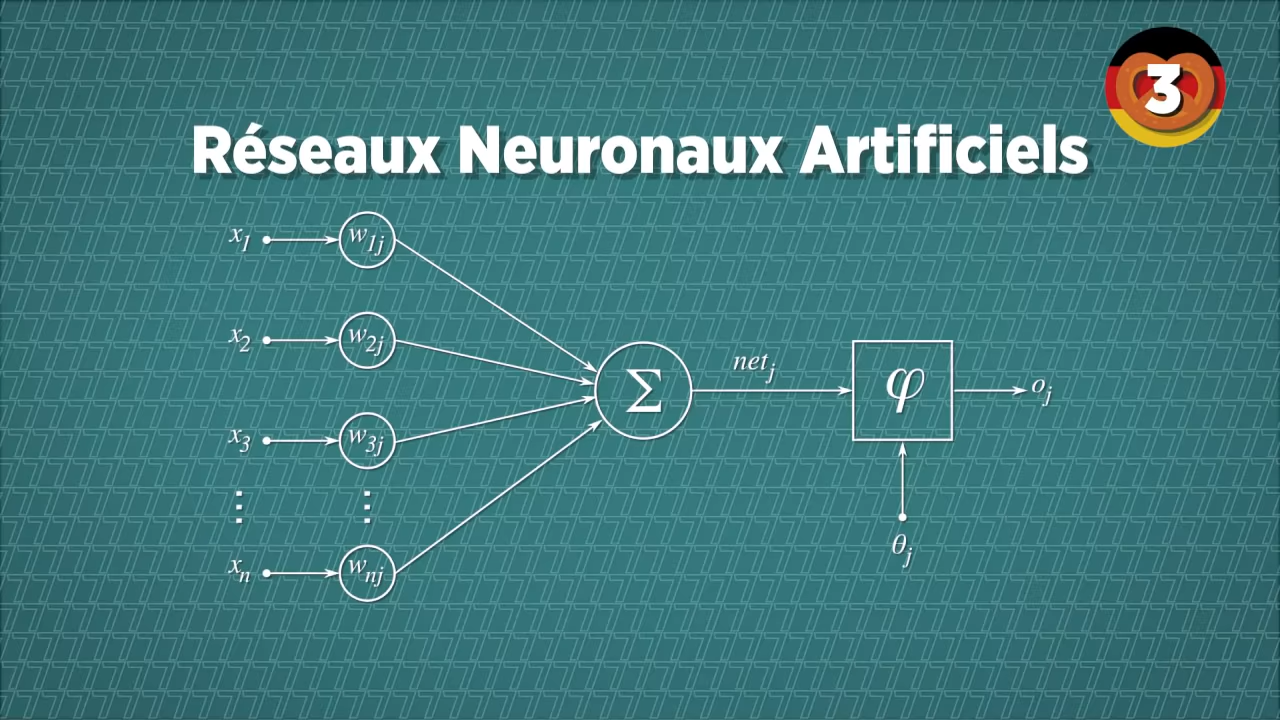 3
Réseaux Neuronaux Artificiels
x1 w1j
x2 w2j
netj
Σ φ oj
x3 w3j
⋮ ⋮
θj
xn wnj